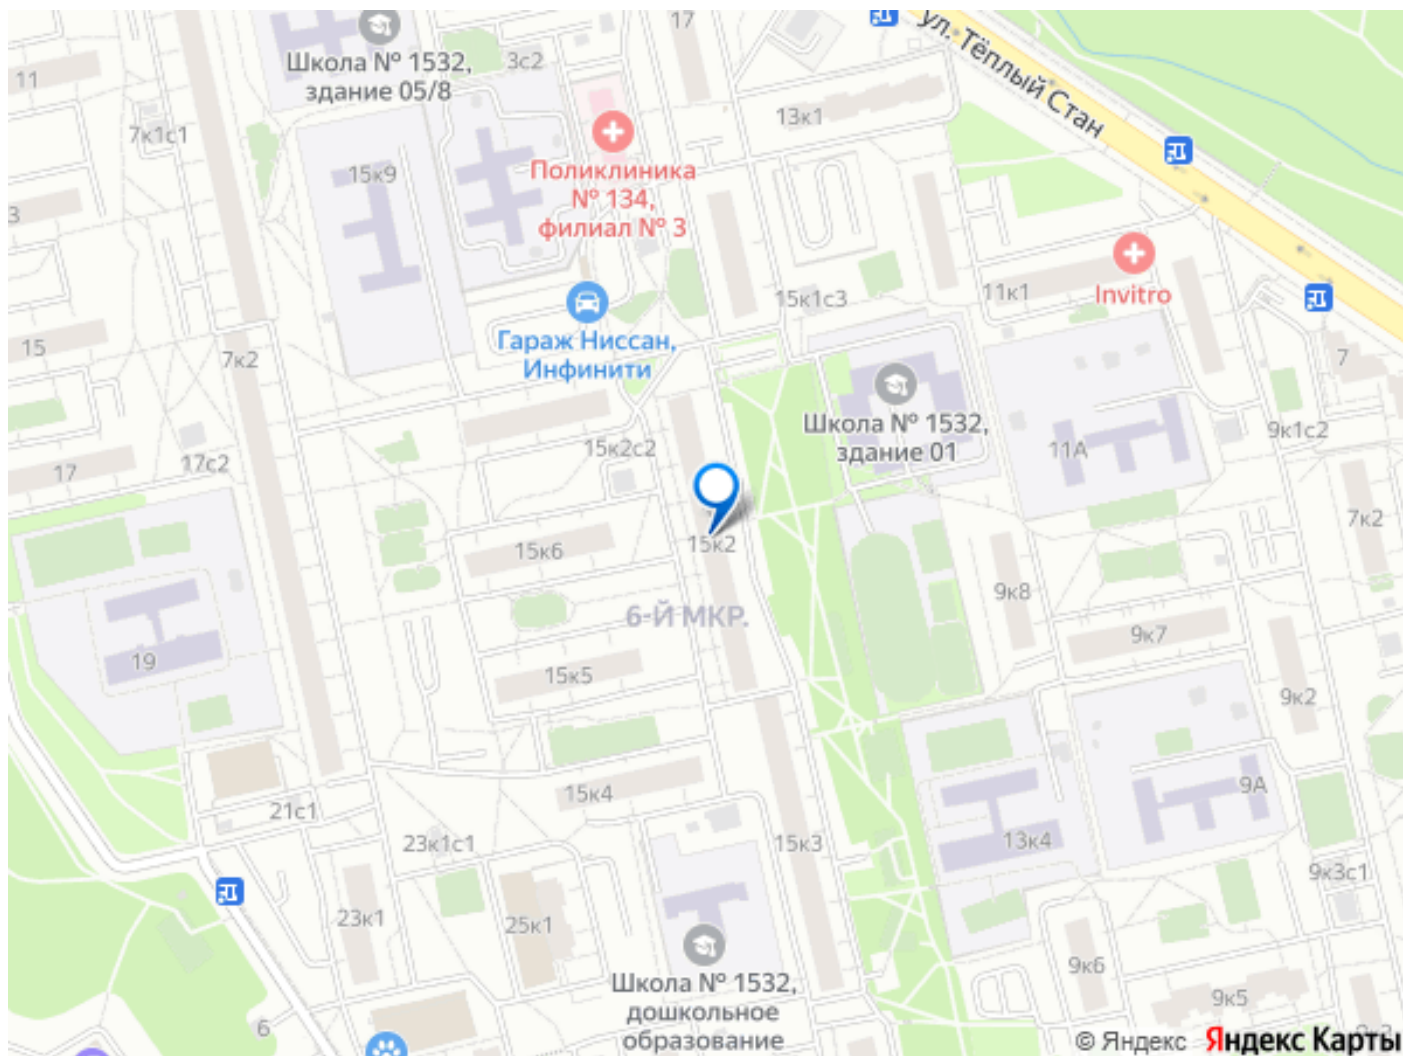 17
ул. Тёплый Стан
Школа № 1532,
здание 05/8
3с2
11
7к1с1
13к1
15к9
Поликлиника
№ 134,
филиал № 3
3
Invitro
11к1
15к1с3
Гараж Ниссан,
Инфинити
15
7к2
7
Школа № 1532,
здание 01
9к1с2
15к2с2
11А
17с2
17
7к2
15к2
15к6
9к8
6-Й МКР.
9к7
19
15к5
9к2
15к4
9А
21с1
23к1с1
15к3
13к4
9к3с1
23к1
25к1
9к6
Школа № 1532,
дошкольное
образование
9к5
6
© Яндекс Яндекс Карты